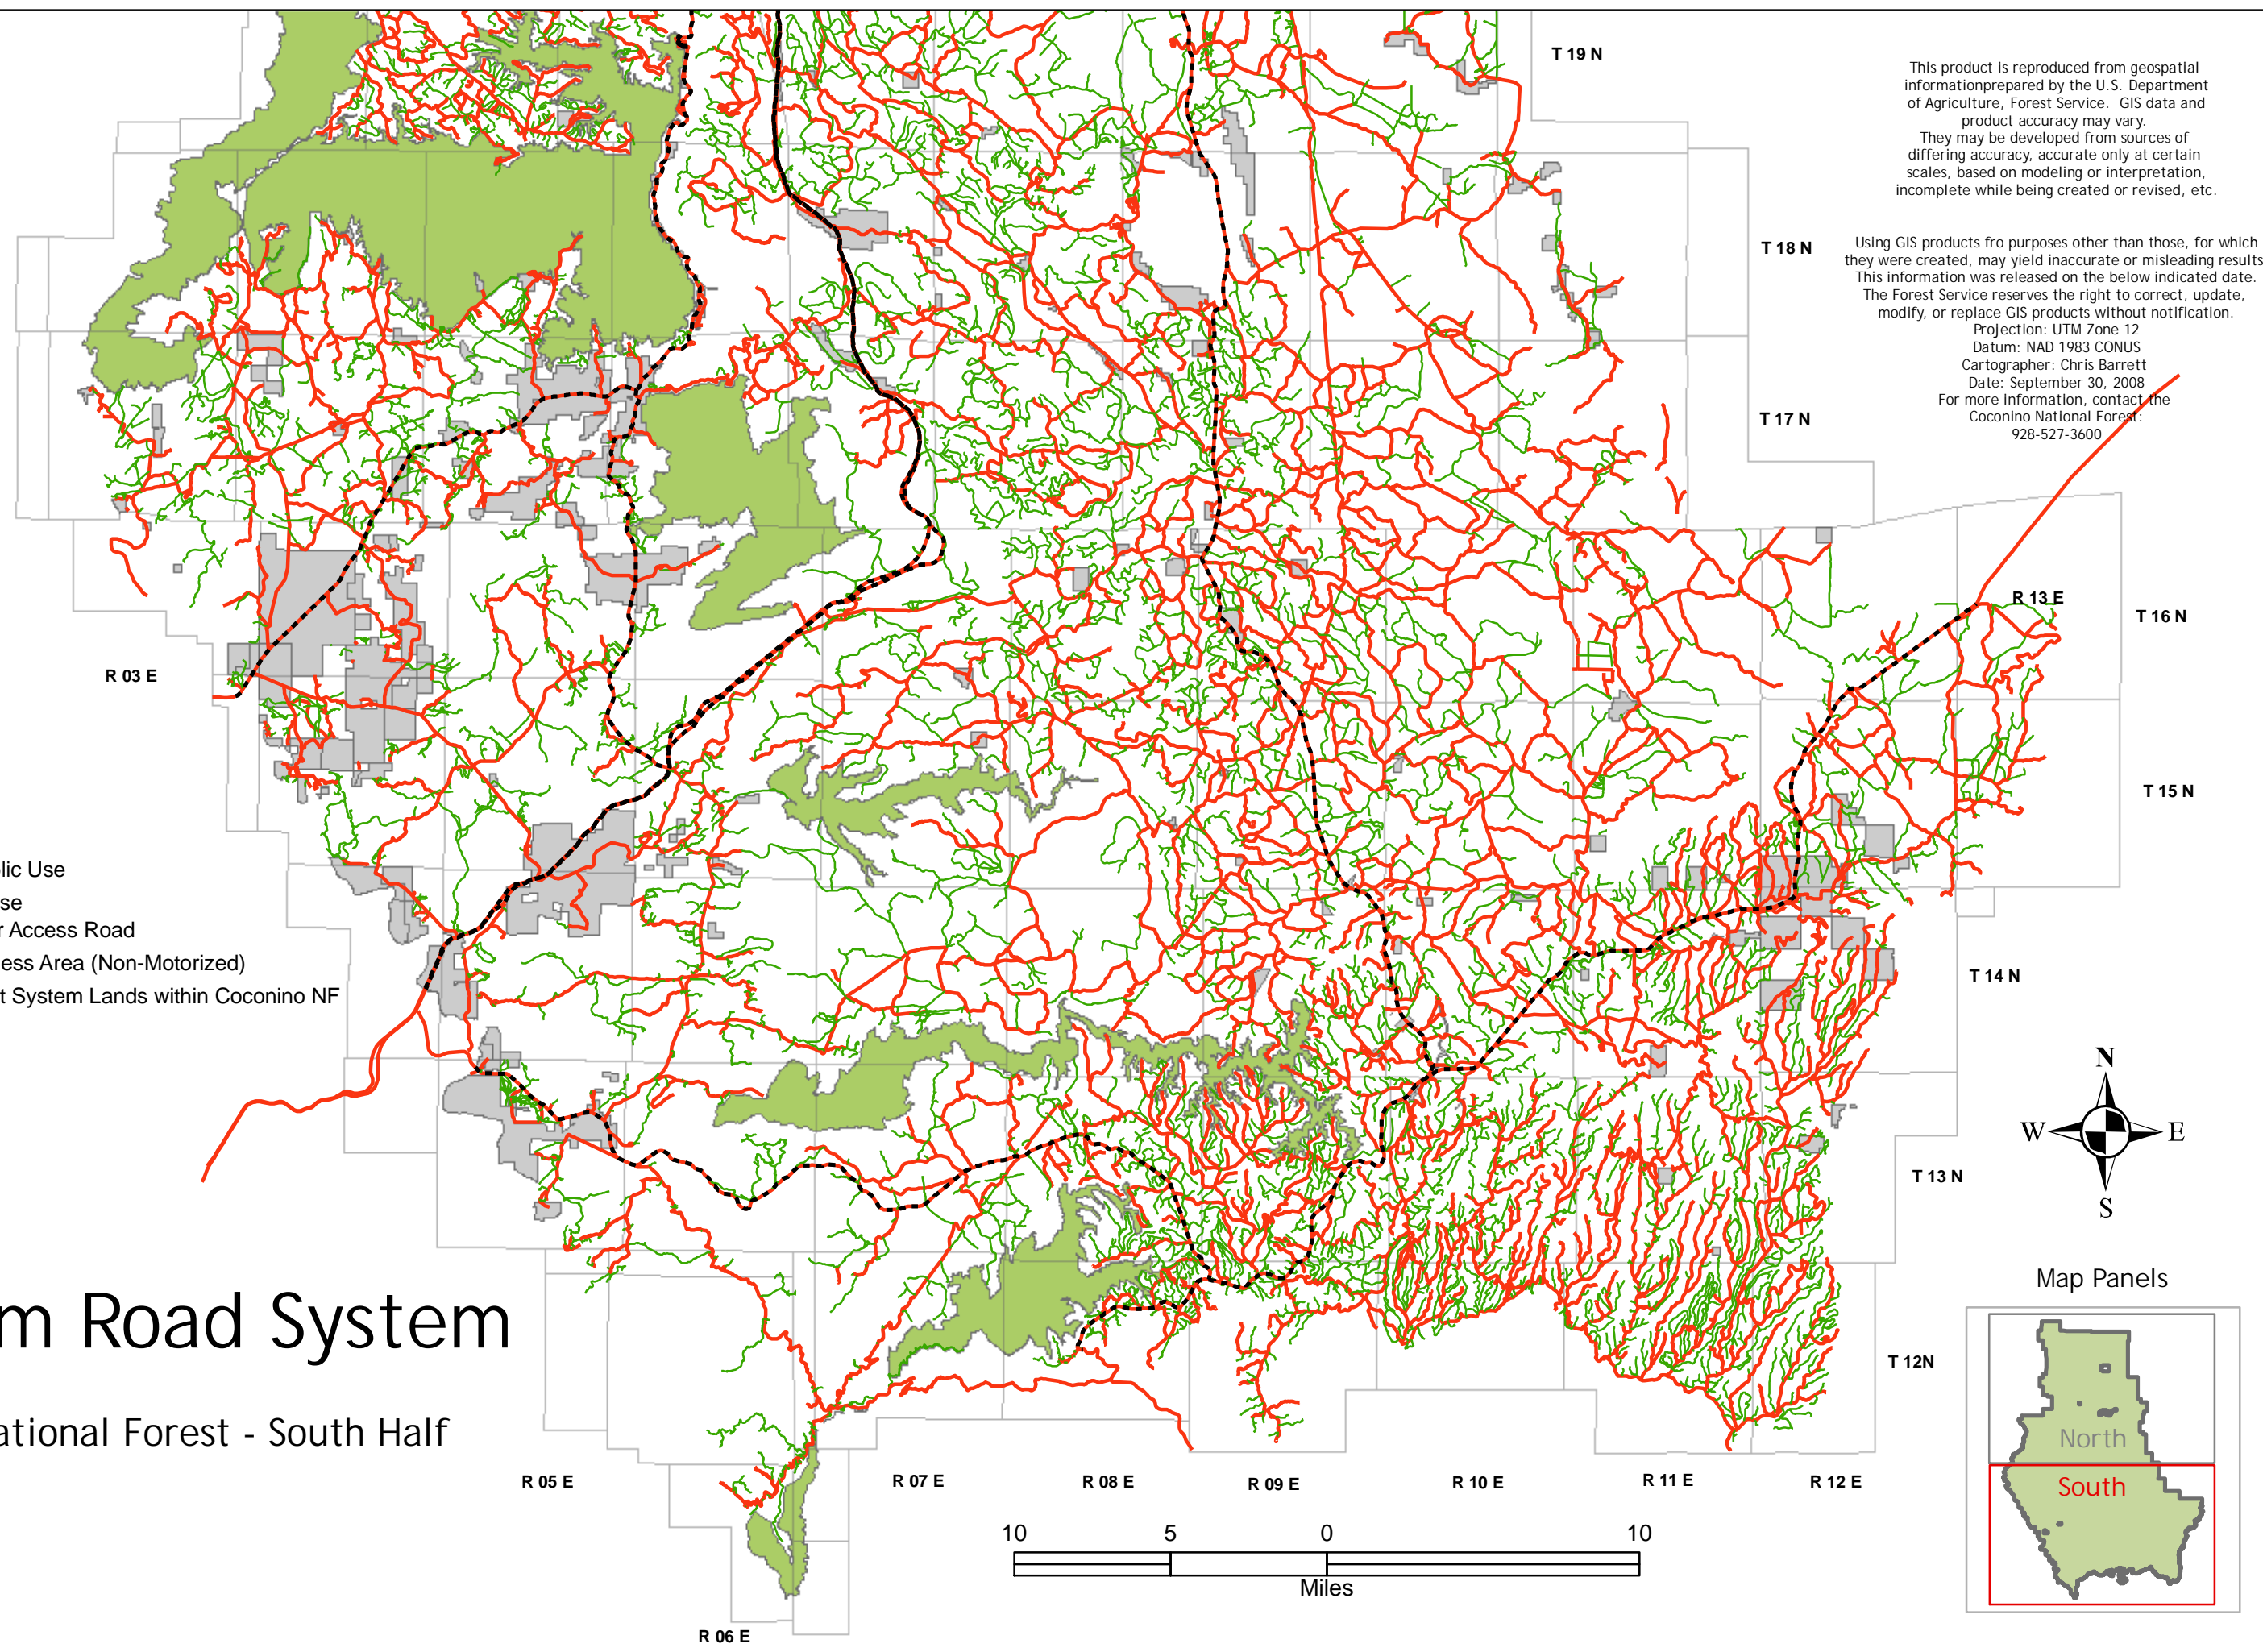 T 19 N
This product is reproduced from geospatial
informationprepared by the U.S. Department
of Agriculture, Forest Service. GIS data and
product accuracy may vary.
They may be developed from sources of
differing accuracy, accurate only at certain
scales, based on modeling or interpretation,
incomplete while being created or revised, etc.
T 18 N
Using GIS products fro purposes other than those, for which
they were created, may yield inaccurate or misleading results
This information was released on the below indicated date.
The Forest Service reserves the right to correct, update,
modify, or replace GIS products without notification.
Projection: UTM Zone 12
Datum: NAD 1983 CONUS
Cartographer: Chris Barrett
Date: September 30, 2008
For more information, contact the
Coconino National Forest:
928-527-3600
T 17 N
R 13 E
T 16 N
R 03 E
T 15 N
lic Use
se
r Access Road
ess Area (Non-Motorized)
t System Lands within Coconino NF
T 14 N
N
W E
S
T 13 N
Map Panels
m Road System
T 12N
ational Forest - South Half
North
South
R 05 E
R 07 E
R 08 E
R 09 E
R 10 E
R 11 E
R 12 E
10 5 0 10
Miles
R 06 E